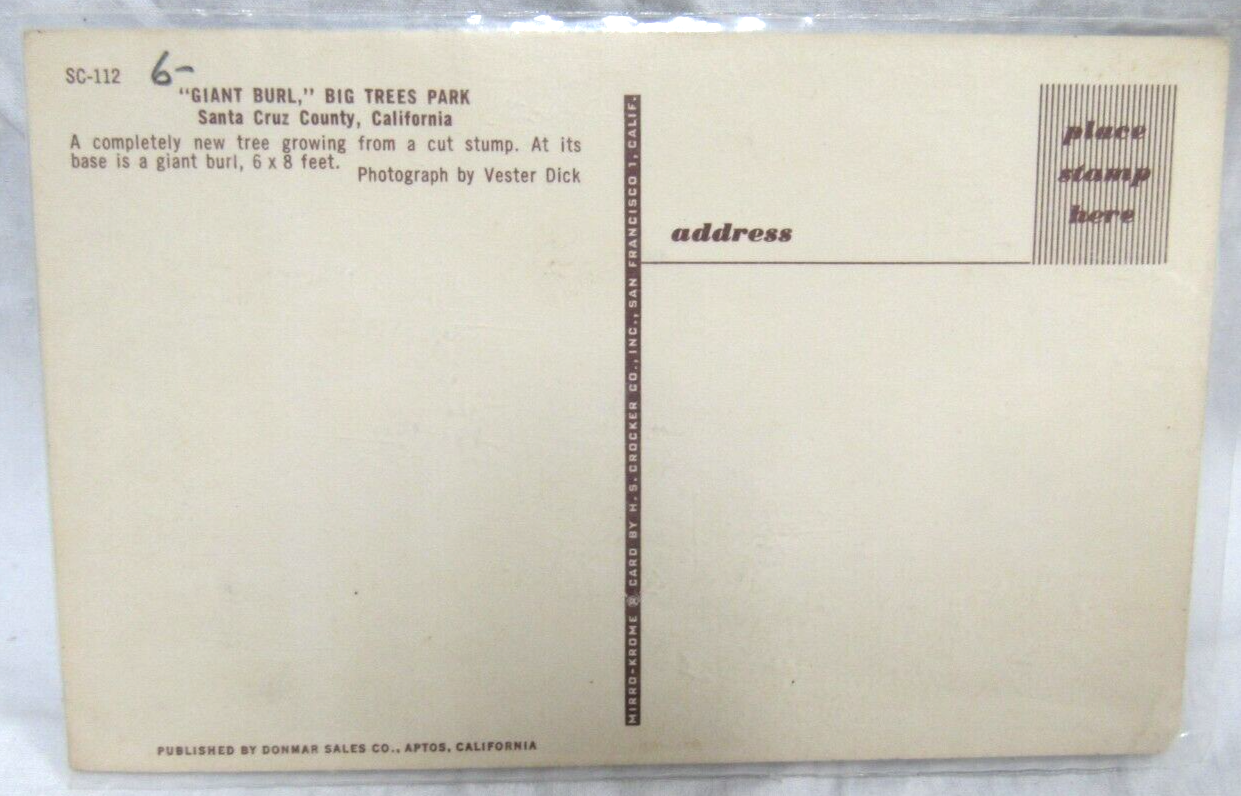 SC-112 6-
"GIANT BURL," BIG TREES PARK
Santa Cruz County, California
A completely new tree growing from a cut stump. At its
base is a giant burl, 6 x 8 feet.
Photograph by Vester Dick
PUBLISHED BY DONMAR SALES CO., APTOS, CALIFORNIA
MIRRO-KROME ® CARD BY H. S. CROCKER CO., INC., SAN FRANCISCO 1, CALIF.
address
place
stamp
here